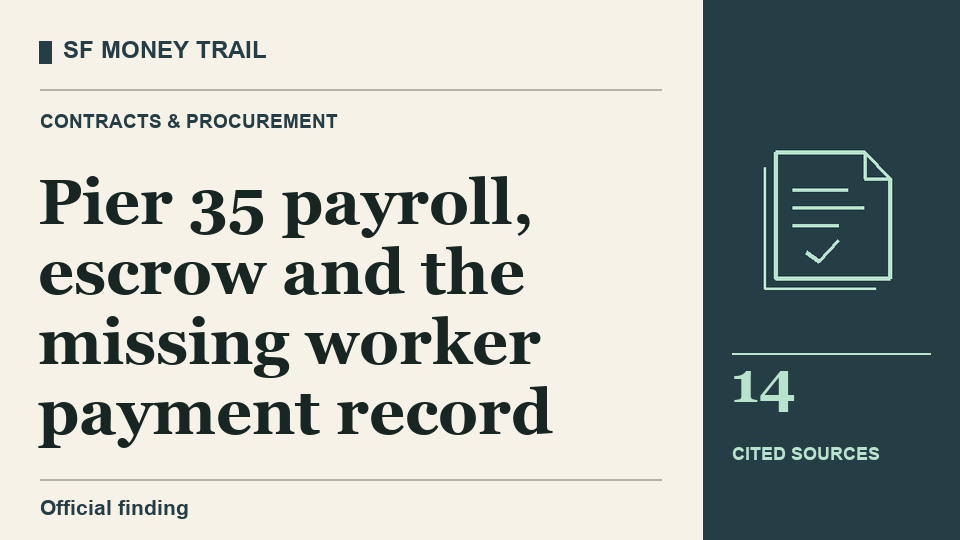 SF MONEY TRAIL
CONTRACTS & PROCUREMENT
Pier 35 payroll,
escrow and the
missing worker
payment record
Official finding
14
CITED SOURCES